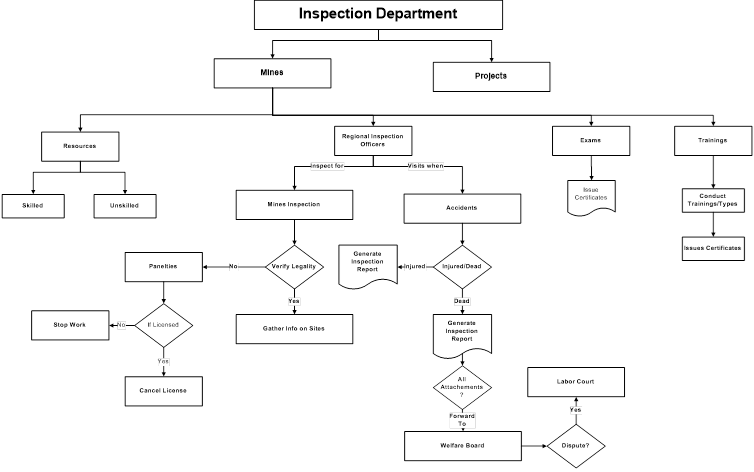 Inspection Department
Mines
Projects
Resources
Regional Inspection
Officers
Exams
Trainings
Inspect for
Visits when
Skilled
Unskilled
Mines Inspection
Accidents
Issue
Certificates
Conduct
Trainings/Types
Issues Certificates
Panelties
No
Verify Legality
Generate
Inspection
Report
Injured
Injured/Dead
Yes
Dead
Stop Work
No
If Licensed
Gather Info on Sites
Generate
Inspection
Report
Yes
Cancel License
All
Attachements
?
Labor Court
Forward
To
Yes
Welfare Board
Dispute?